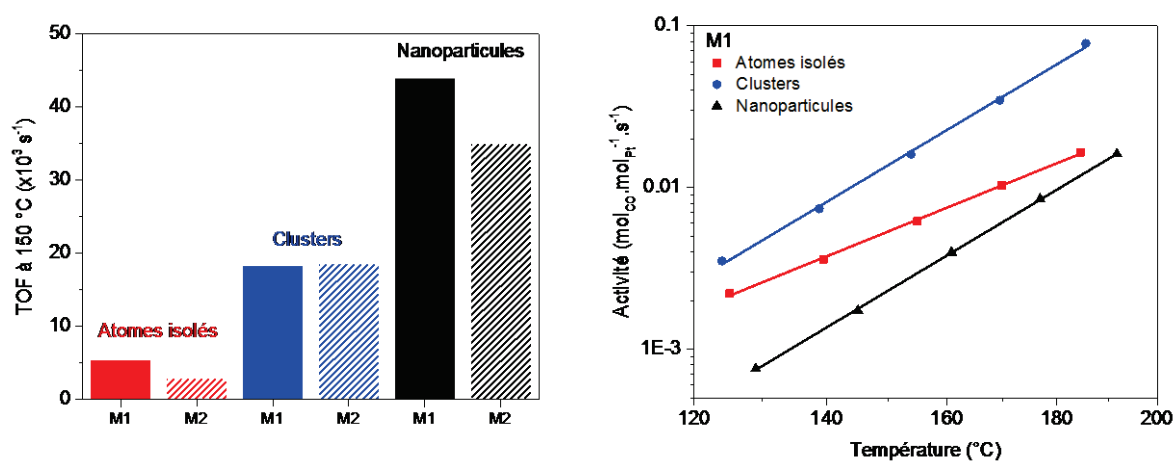 50
40
30
20
10
0
TOF à 150 °C (x10³ s⁻¹)
Nanoparticules
Clusters
Atomes isolés
M1 M2 M1 M2 M1 M2
0.1
0.01
1E-3
Activité (mol_CO.mol_Pt⁻¹.s⁻¹)
M1
Atomes isolés
Clusters
Nanoparticules
120 140 160 180 200
Température (°C)